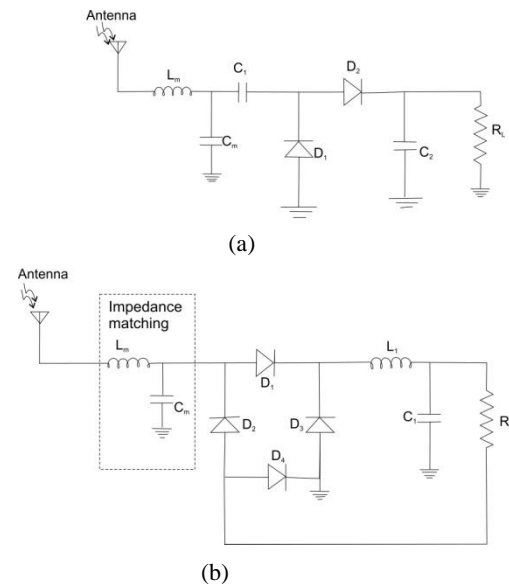 Antenna
Lm
C1
D2
Cm
D1
C2
RL
(a)
Antenna
Impedance
matching
Lm
Cm
D1
L1
D2
D3
C1
R
D4
(b)